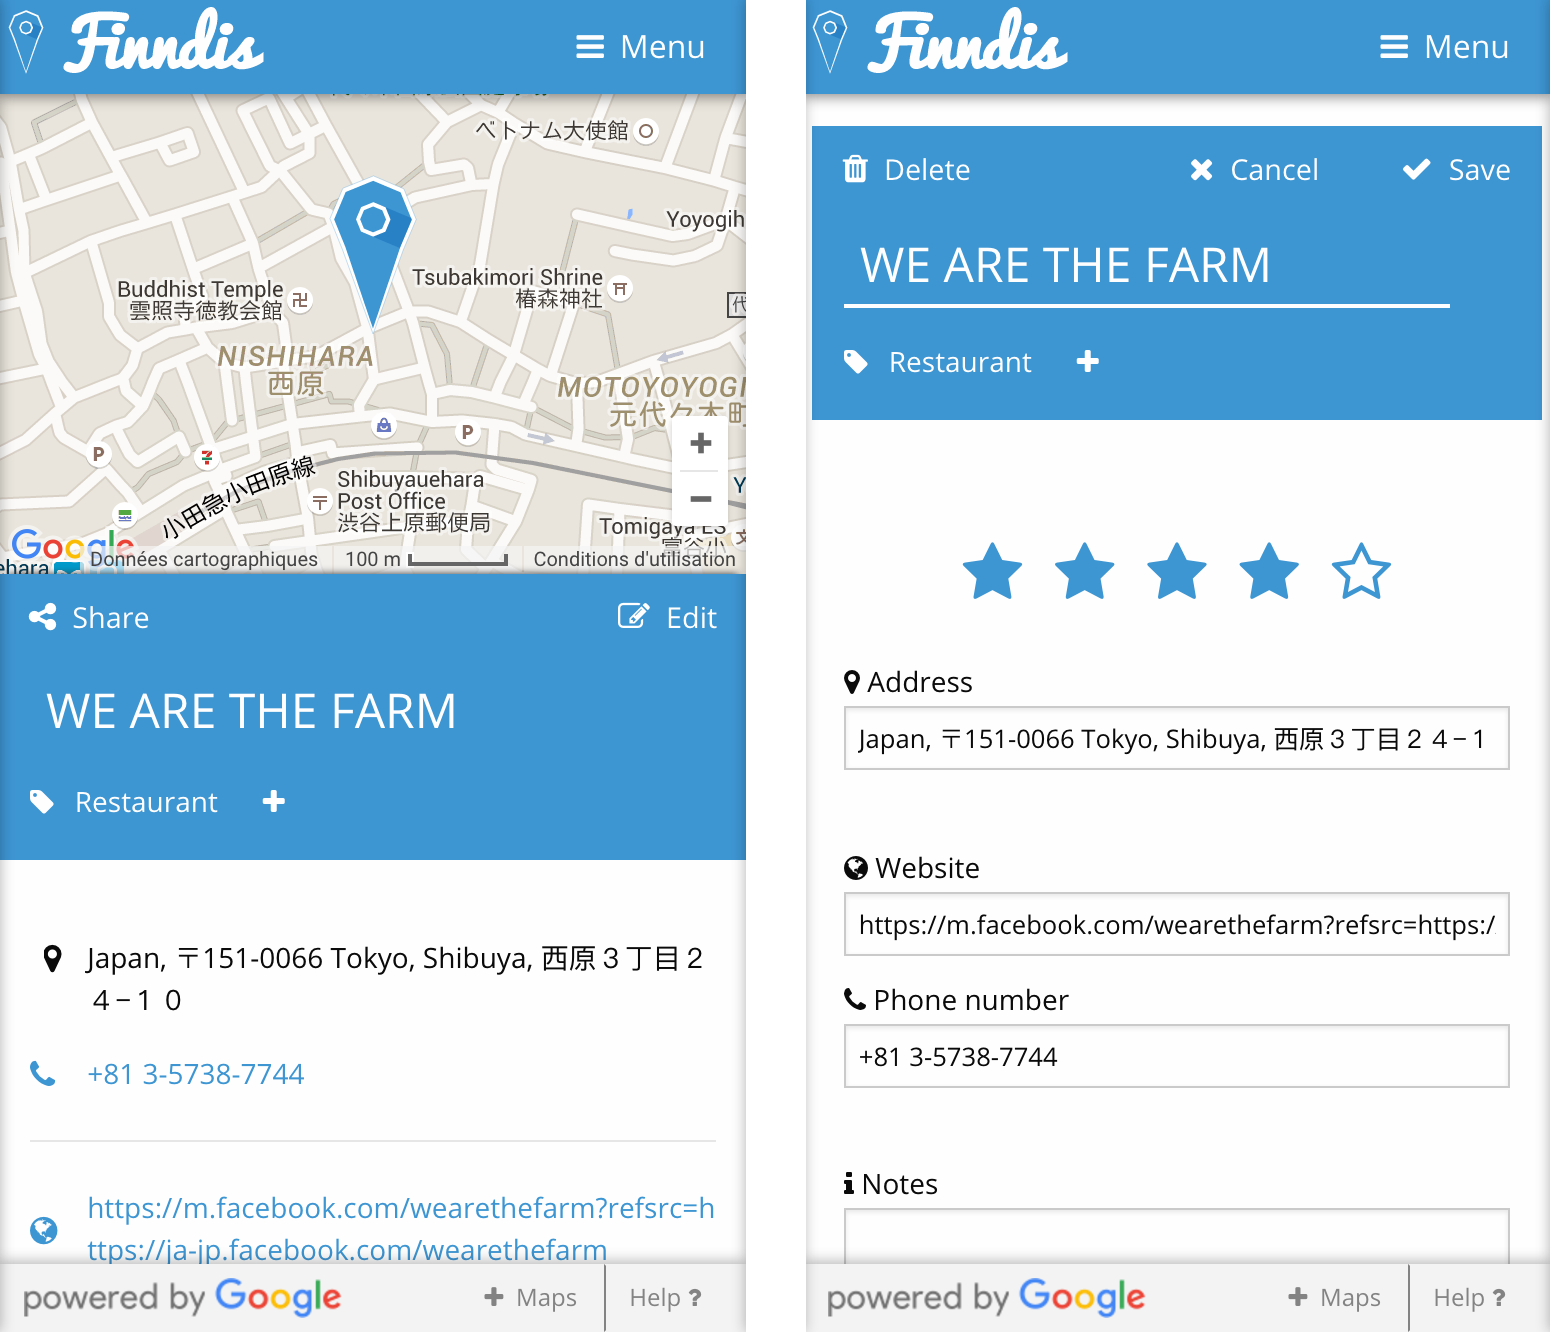 Finndis
Menu
ベトナム大使館
Yoyogih
Tsubakimori Shrine
椿森神社
Buddhist Temple
雲照寺徳教会館
代
NISHIHARA
西原
MOTOYOYOGI
元代々木町
P
P
小田急小田原線
Shibuyauehara
Post Office
渋谷上原郵便局
Y
Tomigaya ES
富谷小
Google
ehara
Données cartographiques
100 m
Conditions d'utilisation
Share
Edit
WE ARE THE FARM
Restaurant
Japan, 〒151-0066 Tokyo, Shibuya, 西原３丁目２
４−１０
+81 3-5738-7744
https://m.facebook.com/wearethefarm?refsrc=h
ttps://ja-jp.facebook.com/wearethefarm
powered by Google
Maps
Help ?
Finndis
Menu
Delete
Cancel
Save
WE ARE THE FARM
Restaurant
Address
Japan, 〒151-0066 Tokyo, Shibuya, 西原３丁目２４−１
Website
https://m.facebook.com/wearethefarm?refsrc=https:/
Phone number
+81 3-5738-7744
Notes
powered by Google
Maps
Help ?